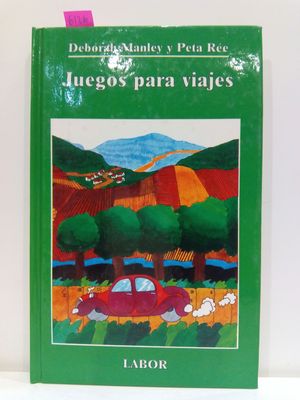 Deborah Manley y Peta Rée
Juegos para viajes
LABOR